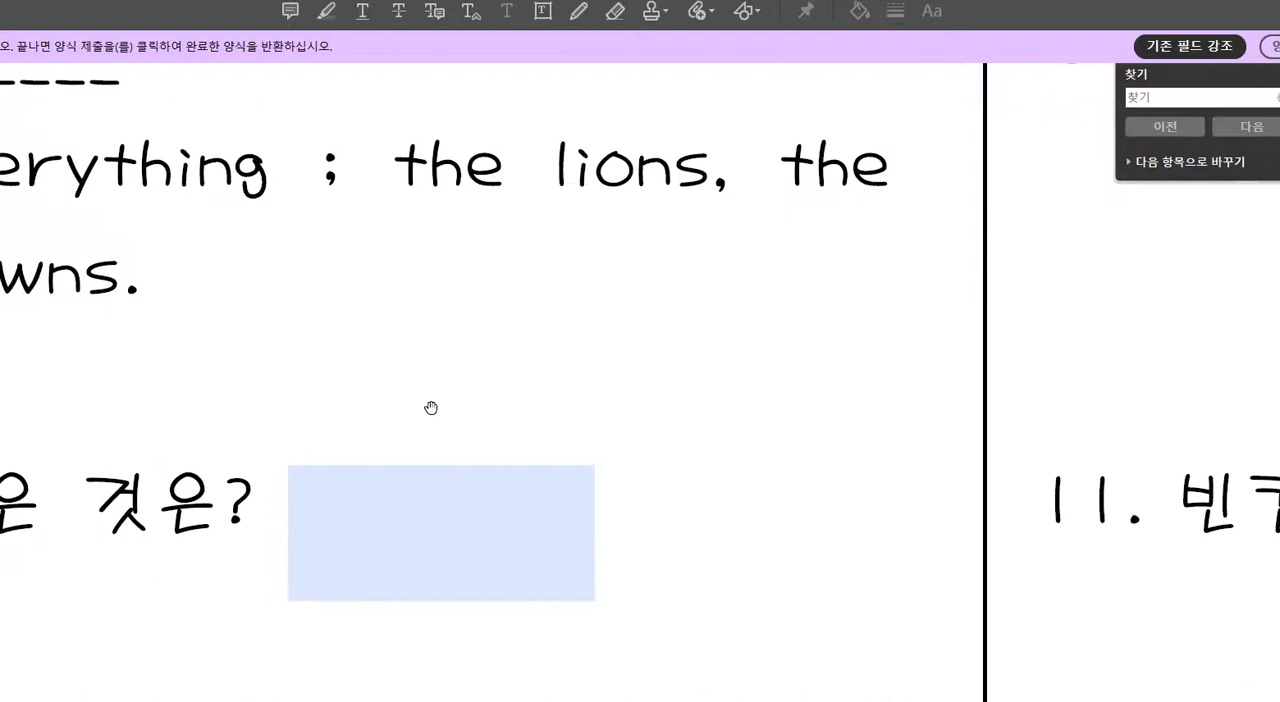 오. 끝나면 양식 제출을(를) 클릭하여 완료한 양식을 반환하십시오.
기존 필드 강조
찾기
찾기
이전 다음
다음 항목으로 바꾸기
erything ; the lions, the
wns.
은 것은?
11. 빈